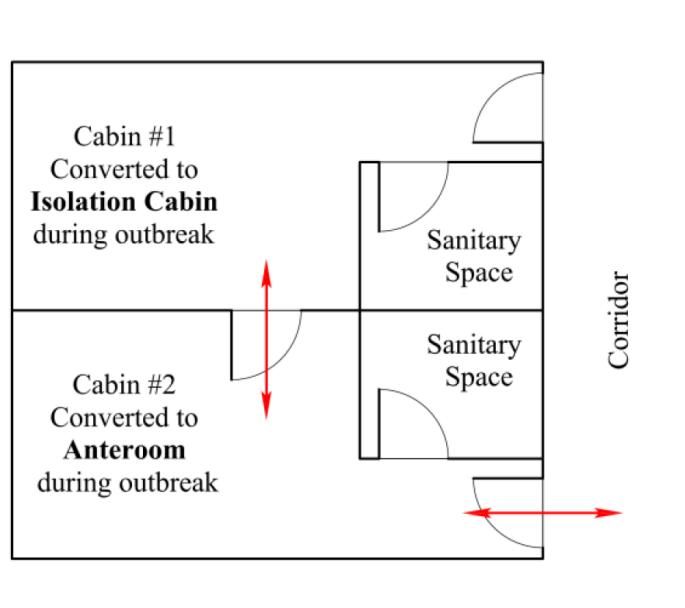 Cabin #1
Converted to
Isolation Cabin
during outbreak
Sanitary
Space
Corridor
Sanitary
Space
Cabin #2
Converted to
Anteroom
during outbreak